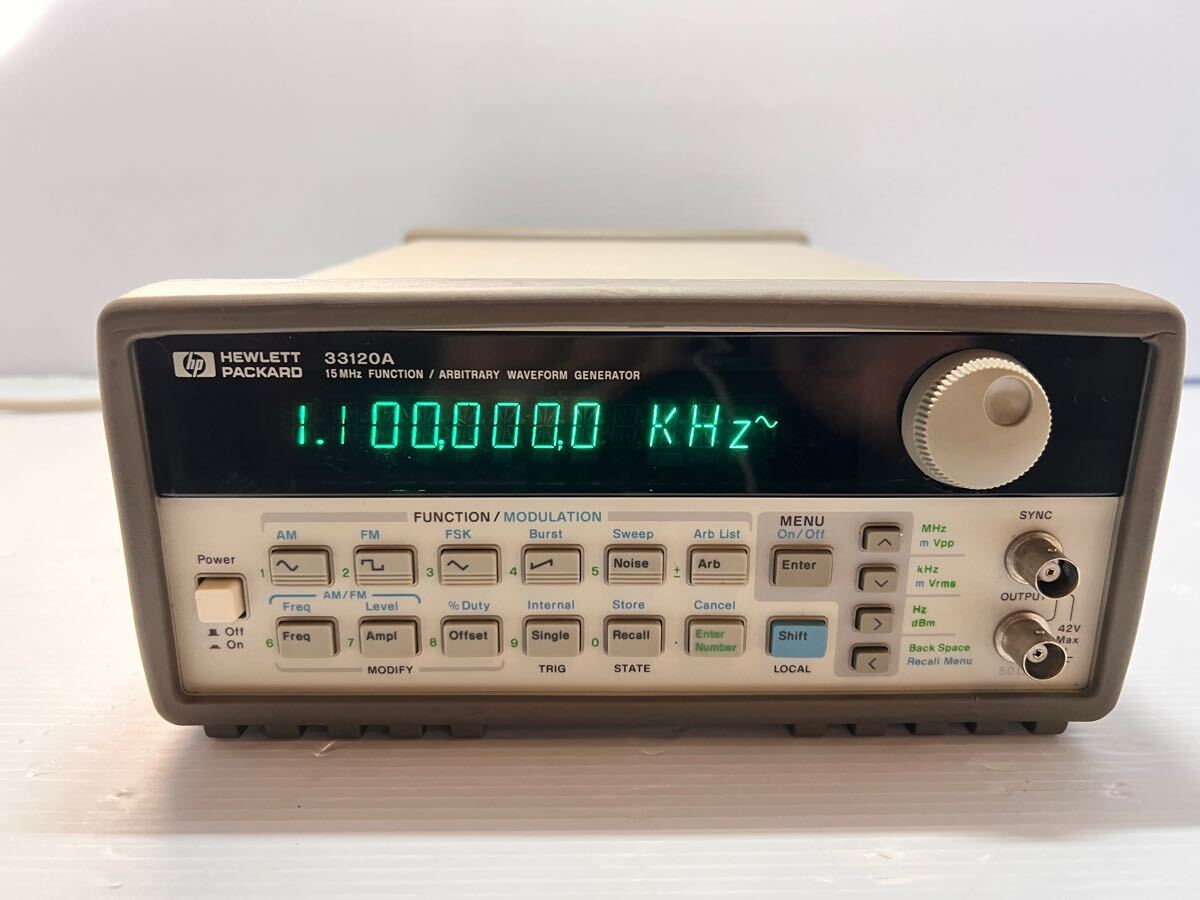 hp HEWLETT PACKARD 33120A
15 MHz FUNCTION / ARBITRARY WAVEFORM GENERATOR
1.100,000,0 KHz~
FUNCTION/MODULATION
AM FM FSK Burst Sweep Arb List
1 2 3 4 5 Noise ± Arb
MENU
On/Off
Enter
MHz
m Vpp
kHz
m Vrms
Hz
dBm
Back Space
Recall Menu
SYNC
OUTPUT
42V
Max
Power
Off
On
AM/FM
Freq Level % Duty Internal Store Cancel
6 Freq 7 Ampl 8 Offset 9 Single 0 Recall . Enter Number
Shift
MODIFY TRIG STATE LOCAL